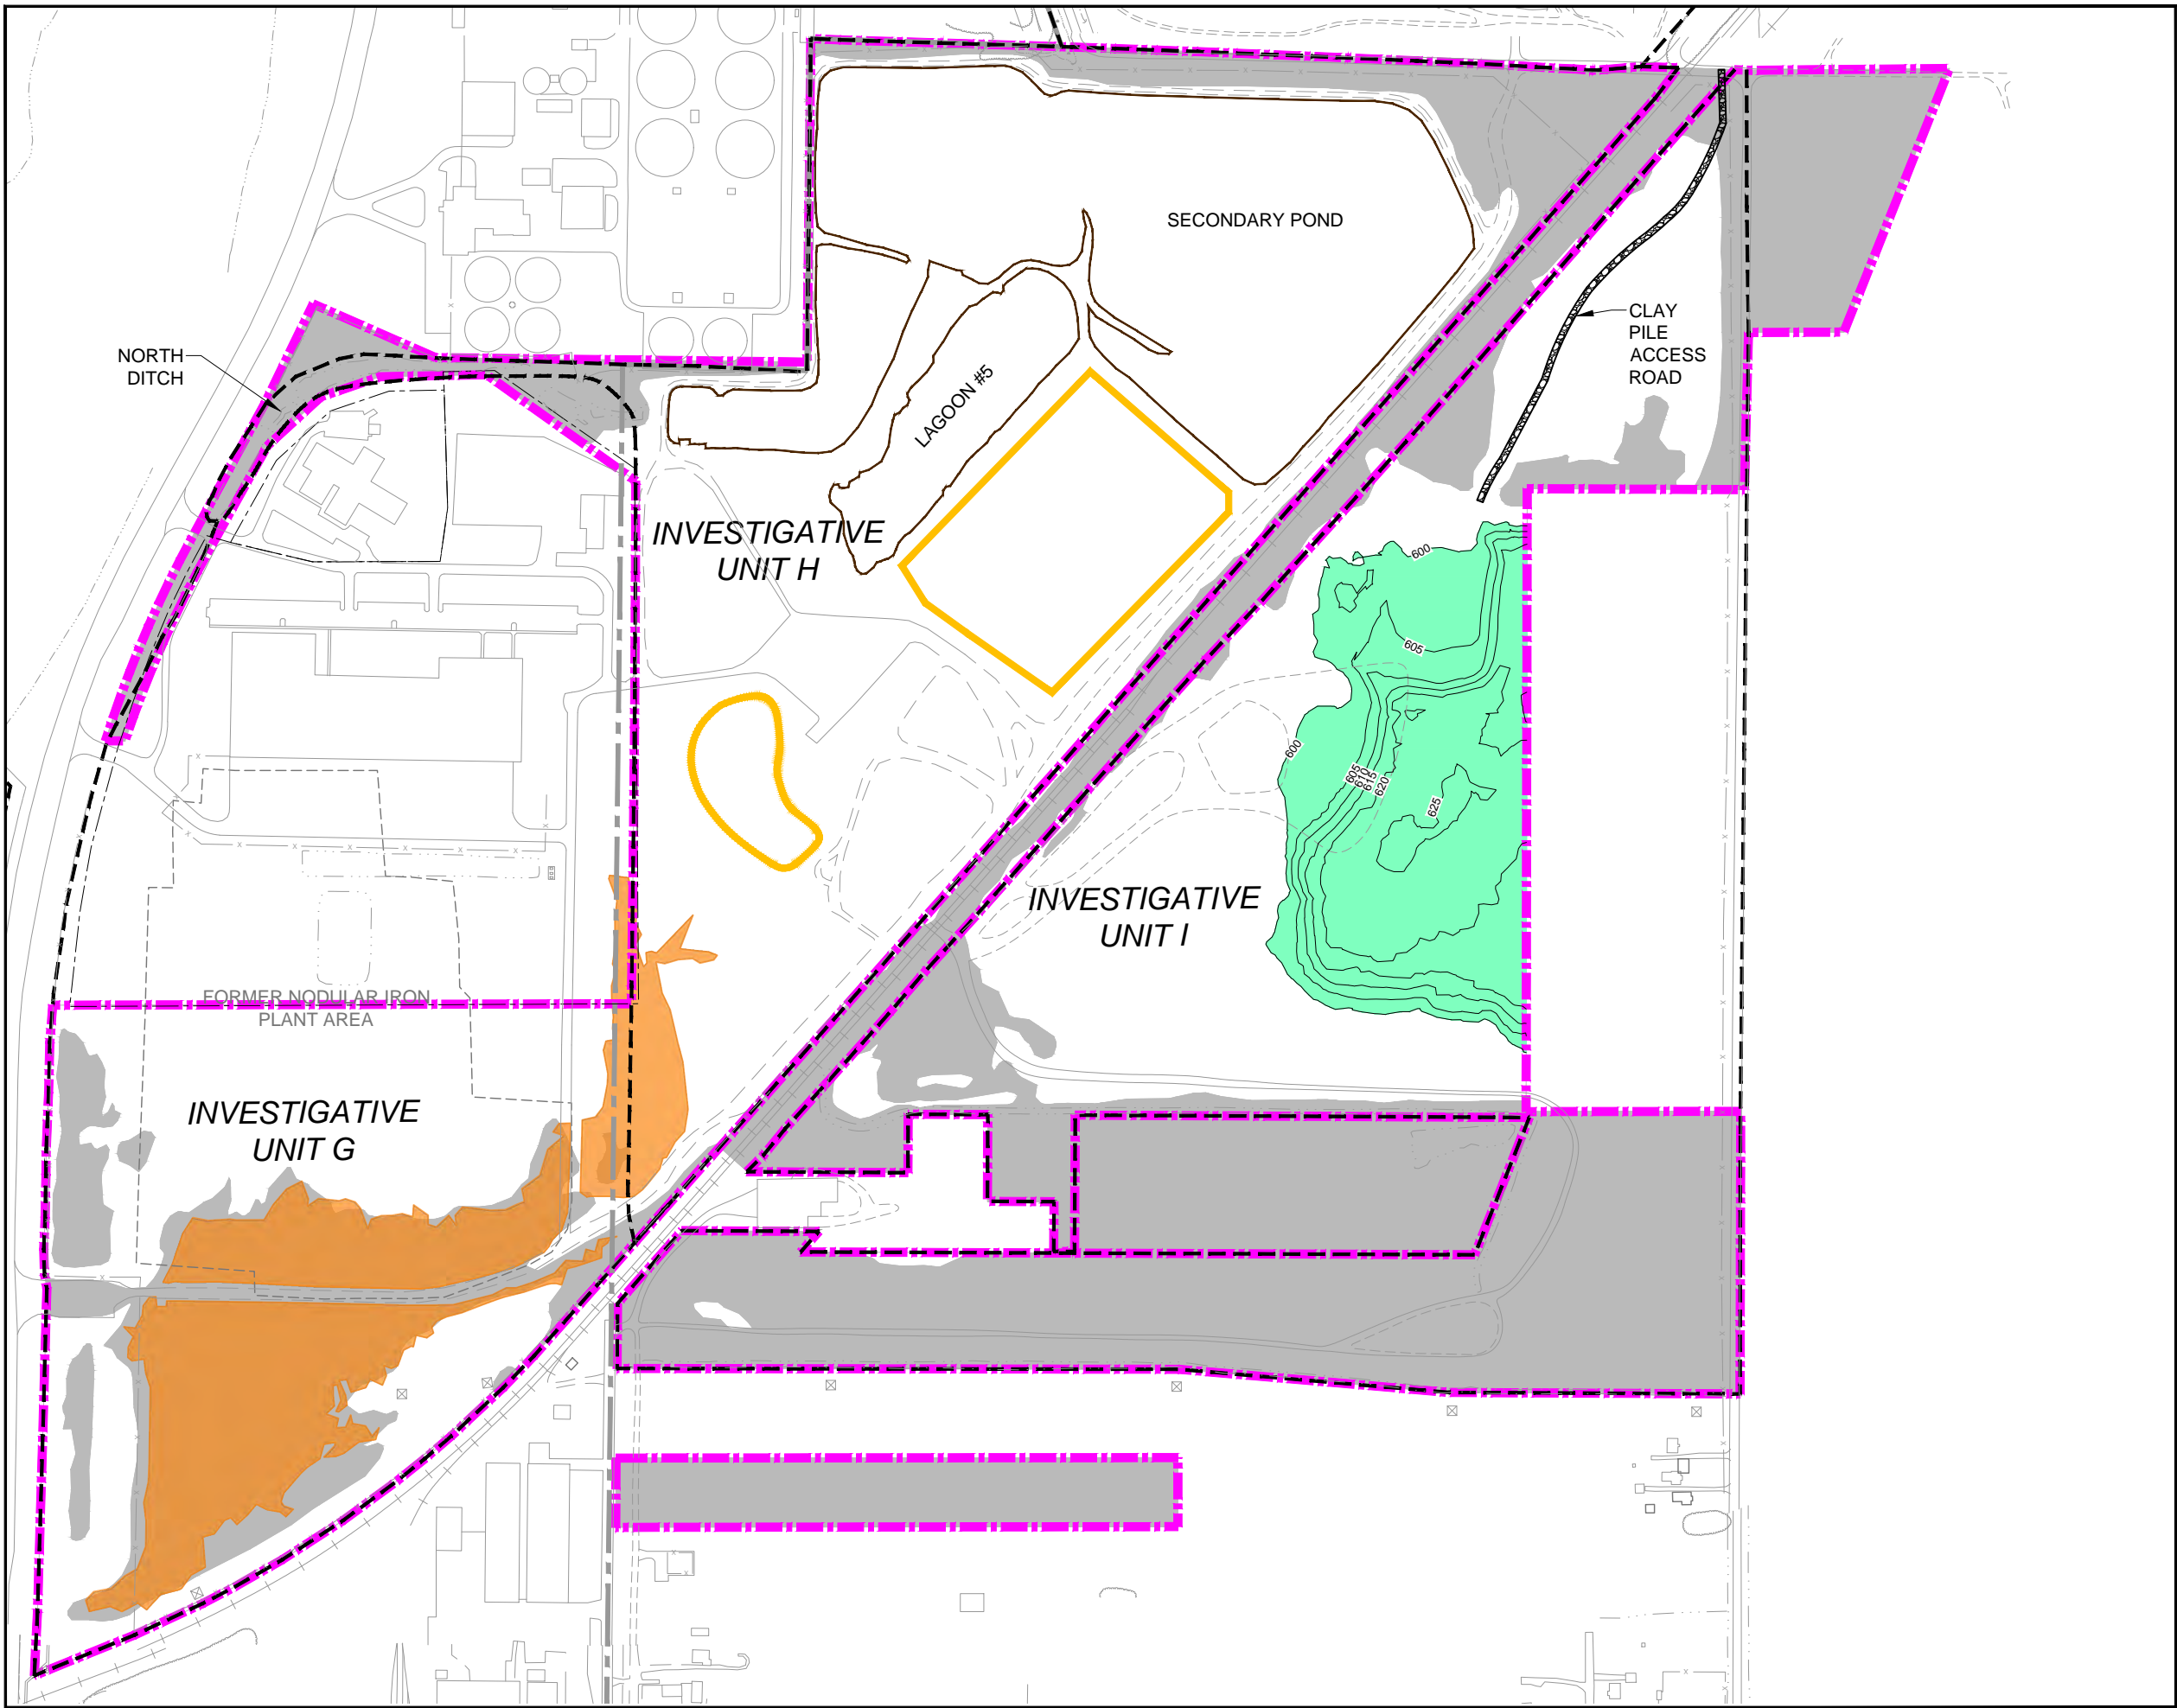 SECONDARY POND
CLAY
PILE
ACCESS
ROAD
NORTH
DITCH
LAGOON #5
INVESTIGATIVE
UNIT H
600
605
600
605
610
615
620
625
INVESTIGATIVE
UNIT I
FORMER NODULAR IRON
PLANT AREA
INVESTIGATIVE
UNIT G